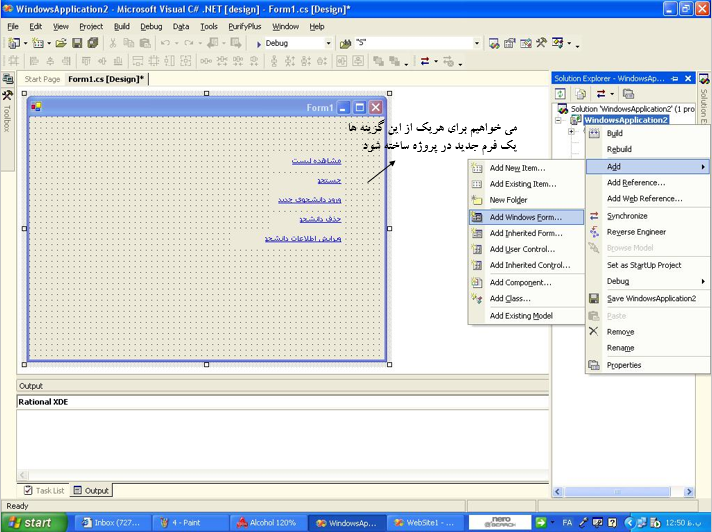 WindowsApplication2 - Microsoft Visual C# .NET [design] - Form1.cs [Design]*
File Edit View Project Build Debug Data Tools PurifyPlus Window Help
Debug "S"
Start Page Form1.cs [Design]*
Toolbox
Form1
می خواهیم برای هریک از این گزینه ها
یک فرم جدید در پروژه ساخته شود
مشاهده لیست
جستجو
ورود دانشجوی جدید
حذف دانشجو
ویرایش اطلاعات دانشجو
Solution Explorer - WindowsAp...
Solution 'WindowsApplication2' (1 pro
WindowsApplication2
Solution E
Build
Rebuild
Add
Add Reference...
Add Web Reference...
Synchronize
Reverse Engineer
Browse Model
Set as StartUp Project
Debug
Save WindowsApplication2
Paste
Remove
Rename
Properties
Add New Item...
Add Existing Item...
New Folder
Add Windows Form...
Add Inherited Form...
Add User Control...
Add Inherited Control...
Add Component...
Add Class...
Add Existing Model
Output
Rational XDE
Task List Output
Ready
start Inbox (727... 4 - Paint Alcohol 120% WindowsAp... WebSite1 - ... nero SEARCH FA 12:50 ب.ظ